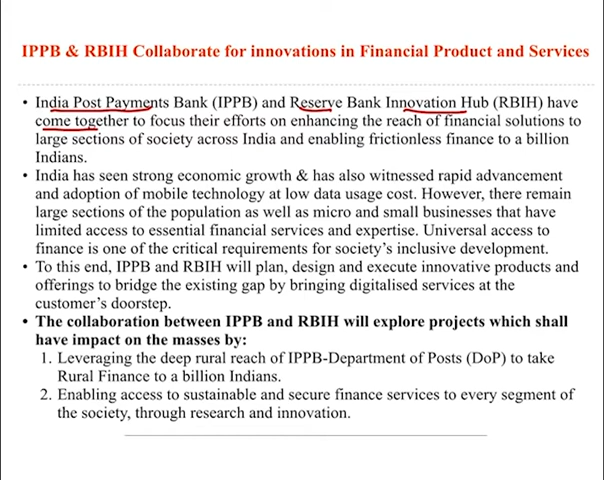 IPPB & RBIH Collaborate for innovations in Financial Product and Services
• India Post Payments Bank (IPPB) and Reserve Bank Innovation Hub (RBIH) have
come together to focus their efforts on enhancing the reach of financial solutions to
large sections of society across India and enabling frictionless finance to a billion
Indians.
• India has seen strong economic growth & has also witnessed rapid advancement
and adoption of mobile technology at low data usage cost. However, there remain
large sections of the population as well as micro and small businesses that have
limited access to essential financial services and expertise. Universal access to
finance is one of the critical requirements for society's inclusive development.
• To this end, IPPB and RBIH will plan, design and execute innovative products and
offerings to bridge the existing gap by bringing digitalised services at the
customer's doorstep.
• The collaboration between IPPB and RBIH will explore projects which shall
have impact on the masses by:
1. Leveraging the deep rural reach of IPPB-Department of Posts (DoP) to take
Rural Finance to a billion Indians.
2. Enabling access to sustainable and secure finance services to every segment of
the society, through research and innovation.